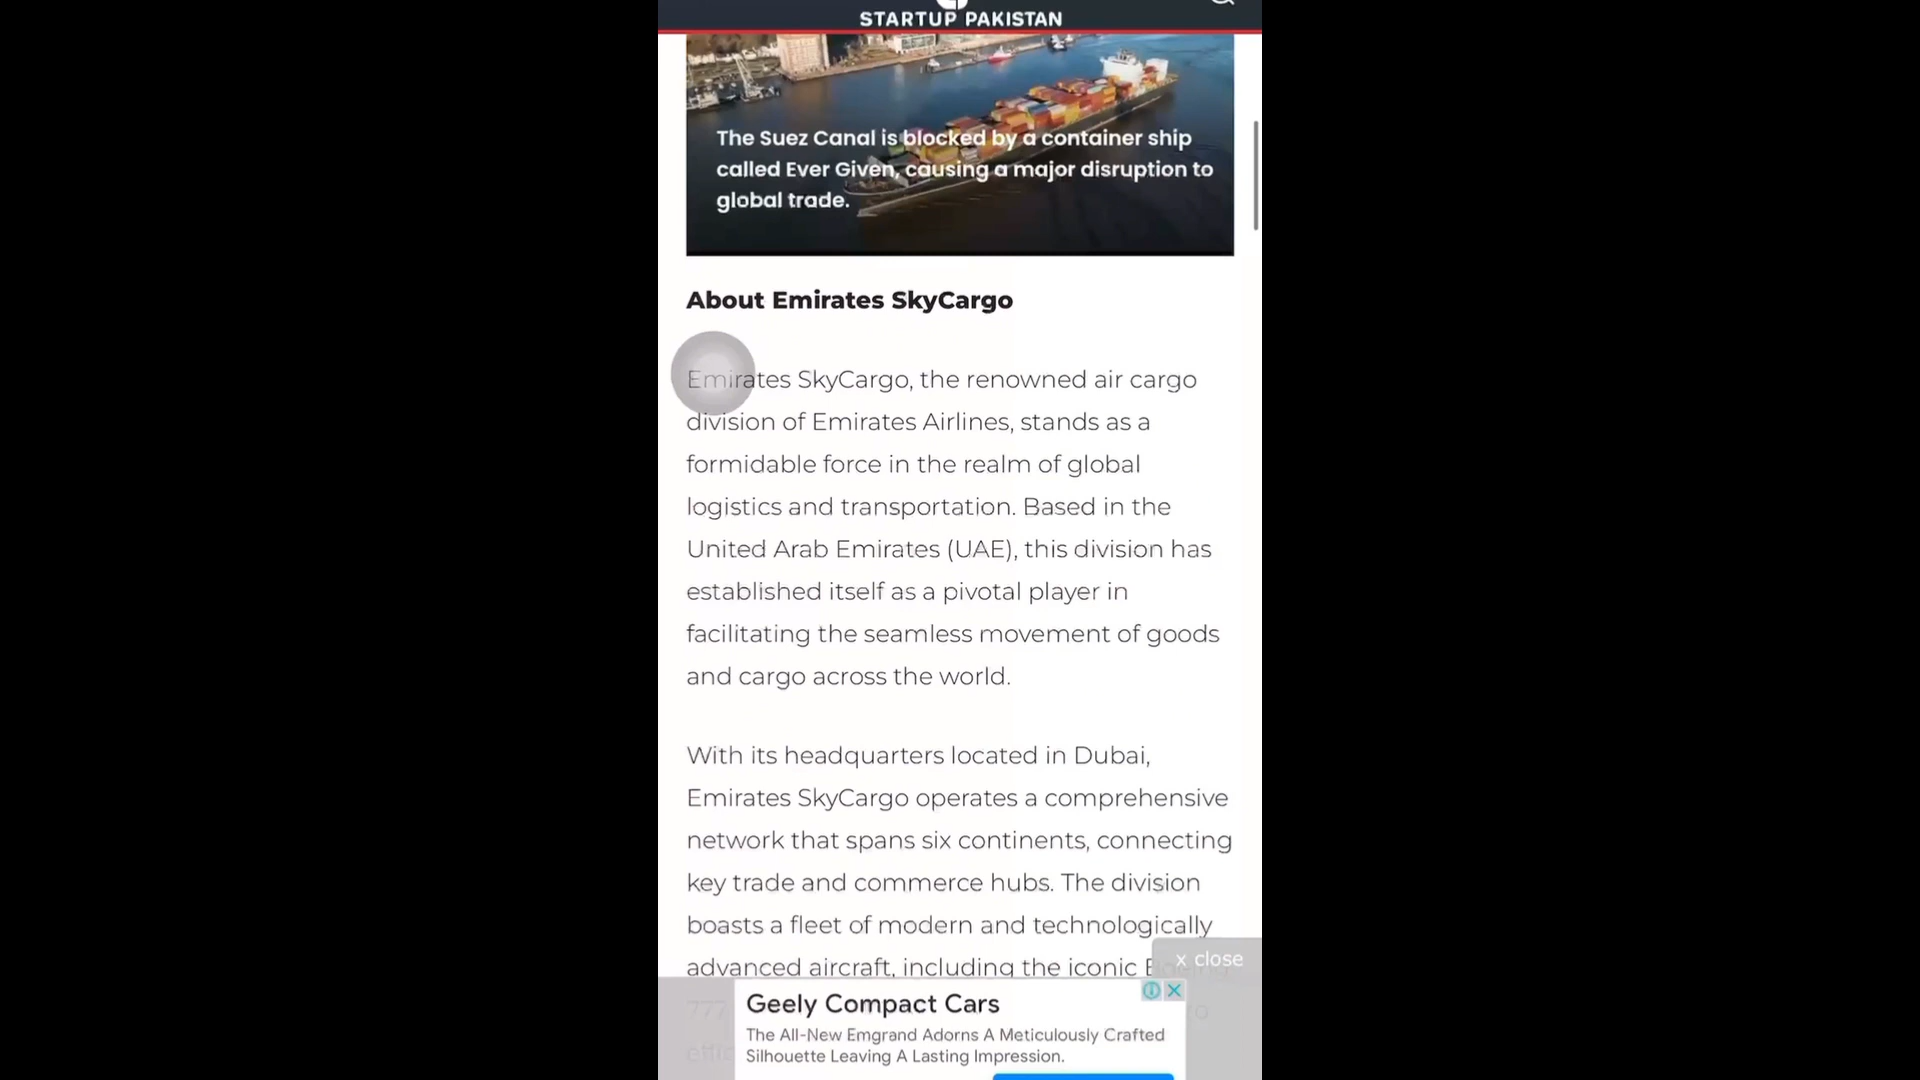 STARTUP PAKISTAN
The Suez Canal is blocked by a container ship
called Ever Given, causing a major disruption to
global trade.
About Emirates SkyCargo
Emirates SkyCargo, the renowned air cargo
division of Emirates Airlines, stands as a
formidable force in the realm of global
logistics and transportation. Based in the
United Arab Emirates (UAE), this division has
established itself as a pivotal player in
facilitating the seamless movement of goods
and cargo across the world.
With its headquarters located in Dubai,
Emirates SkyCargo operates a comprehensive
network that spans six continents, connecting
key trade and commerce hubs. The division
boasts a fleet of modern and technologically
advanced aircraft, including the iconic Boeing
x close
777
Geely Compact Cars
The All-New Emgrand Adorns A Meticulously Crafted
Silhouette Leaving A Lasting Impression.